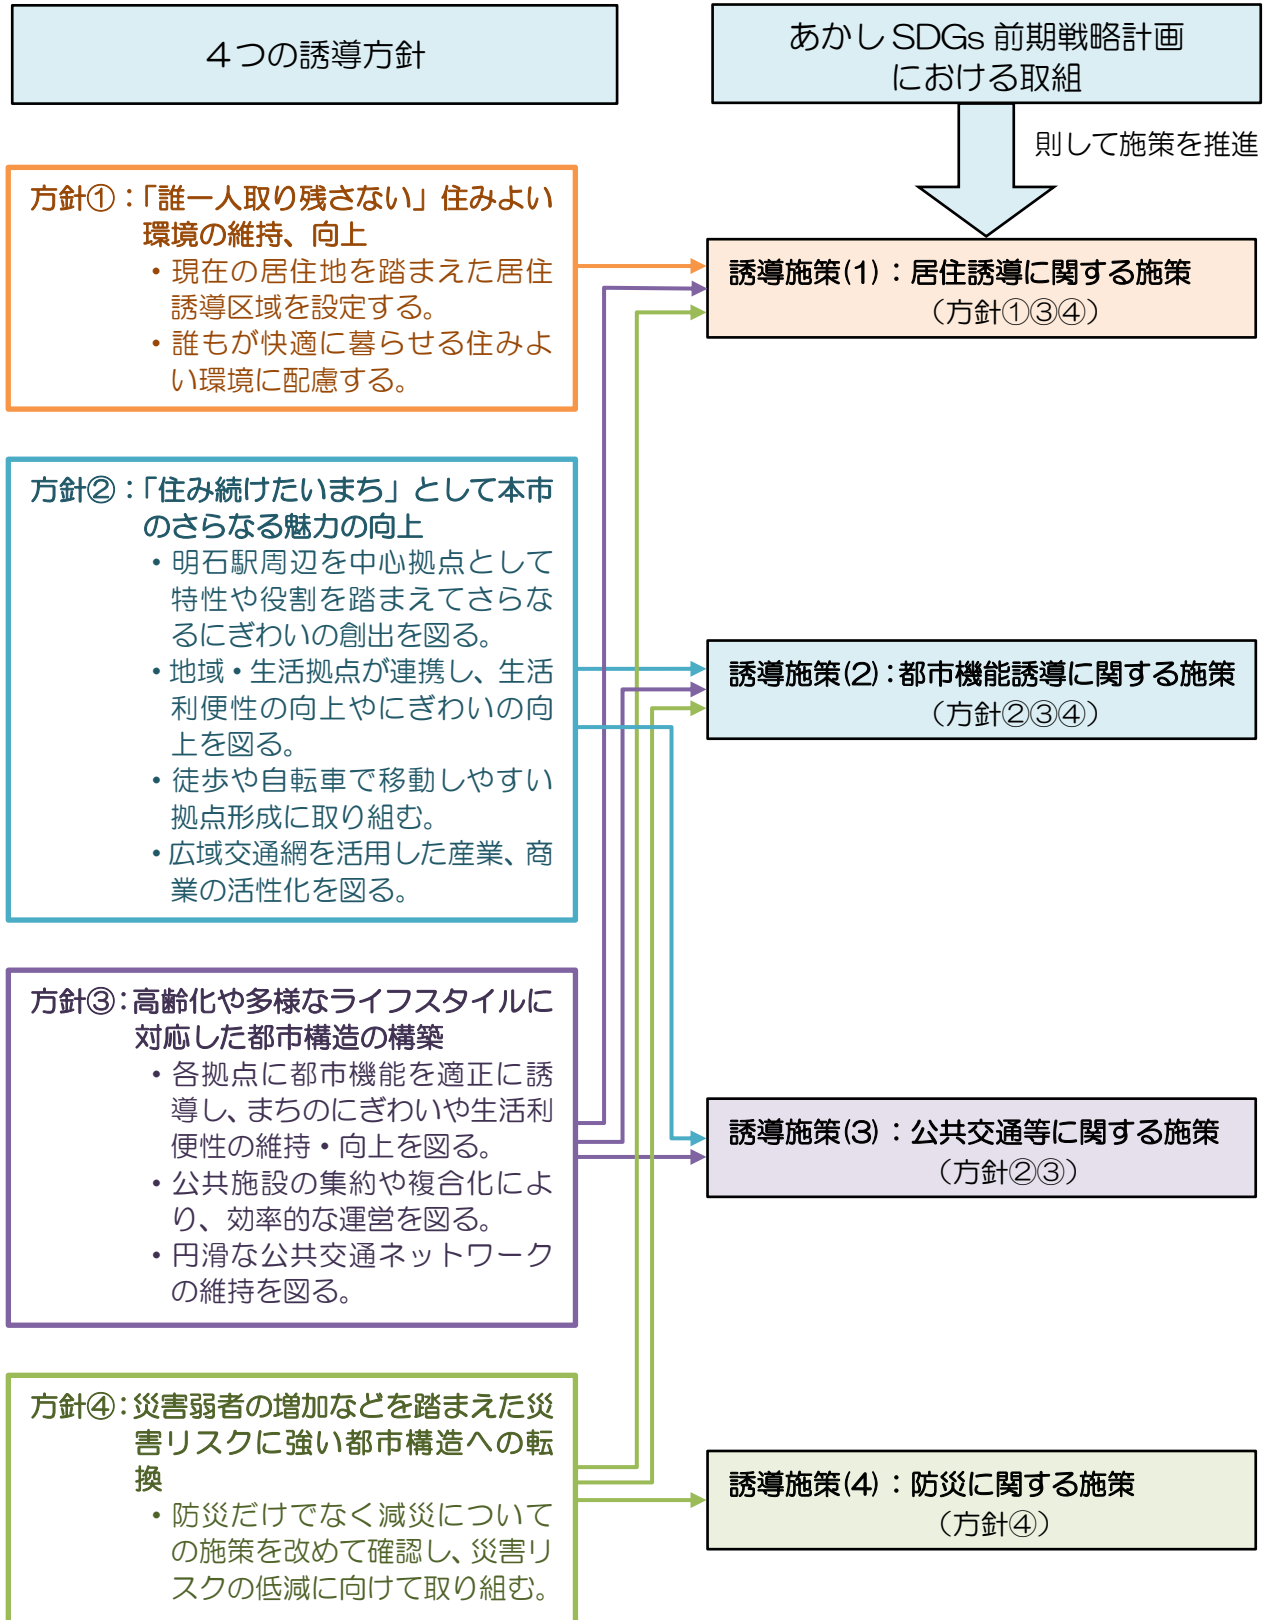 4つの誘導方針
方針①:「誰一人取り残さない」住みよい
環境の維持、向上
・現在の居住地を踏まえた居住
誘導区域を設定する。
・誰もが快適に暮らせる住みよ
い環境に配慮する。
方針②:「住み続けたいまち」として本市
のさらなる魅力の向上
・明石駅周辺を中心拠点として
特性や役割を踏まえてさらな
るにぎわいの創出を図る。
・地域・生活拠点が連携し、生活
利便性の向上やにぎわいの向
上を図る。
・徒歩や自転車で移動しやすい
拠点形成に取り組む。
・広域交通網を活用した産業、商
業の活性化を図る。
方針③:高齢化や多様なライフスタイルに
対応した都市構造の構築
・各拠点に都市機能を適正に誘
導し、まちのにぎわいや生活利
便性の維持・向上を図る。
・公共施設の集約や複合化によ
り、効率的な運営を図る。
・円滑な公共交通ネットワーク
の維持を図る。
方針④:災害弱者の増加などを踏まえた災
害リスクに強い都市構造への転
換
・防災だけでなく減災について
の施策を改めて確認し、災害リ
スクの低減に向けて取り組む。
あかし SDGs 前期戦略計画
における取組
則して施策を推進
誘導施策(1):居住誘導に関する施策
(方針①③④)
誘導施策(2):都市機能誘導に関する施策
(方針②③④)
誘導施策(3):公共交通等に関する施策
(方針②③)
誘導施策(4):防災に関する施策
(方針④)